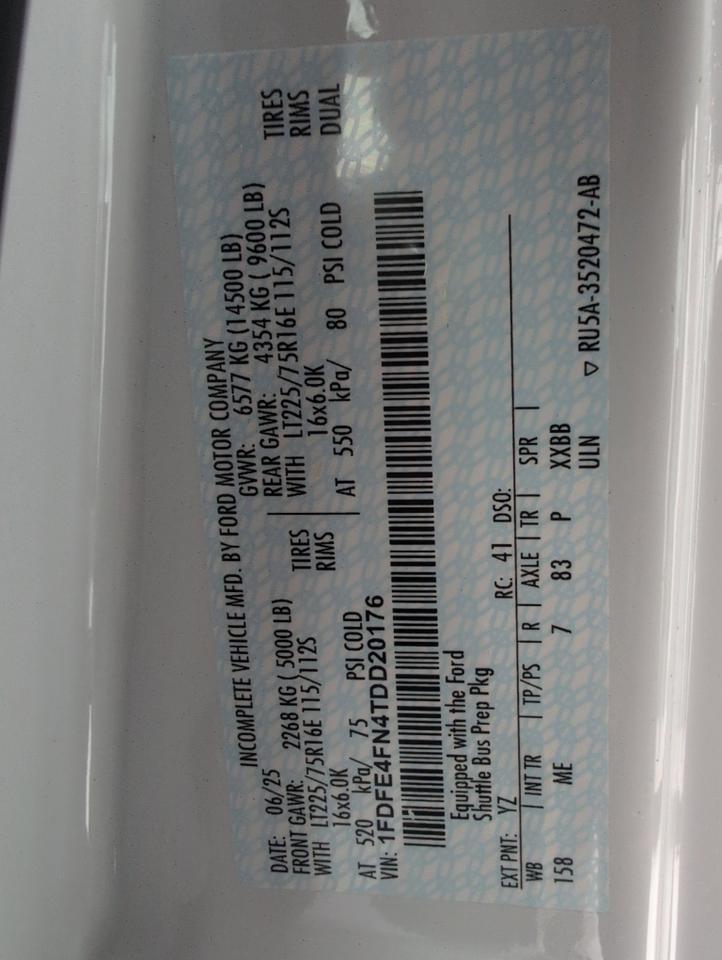 INCOMPLETE VEHICLE MFD. BY FORD MOTOR COMPANY
DATE: 06/25 GVWR: 6577 KG (14500 LB)
FRONT GAWR: 2268 KG ( 5000 LB) REAR GAWR: 4354 KG ( 9600 LB)
WITH LT225/75R16E 115/112S TIRES WITH LT225/75R16E 115/112S TIRES
16x6.0K RIMS 16x6.0K RIMS
AT 520 kPa/ 75 PSI COLD AT 550 kPa/ 80 PSI COLD DUAL
VIN: 1FDFE4FN4TDD20176
Equipped with the Ford
Shuttle Bus Prep Pkg
EXT PNT: YZ RC: 41 DSO:
WB | INT TR | TP/PS | R | AXLE | TR | SPR |
158 ME 7 83 P XXBB
ULN ▽ RU5A-3520472-AB